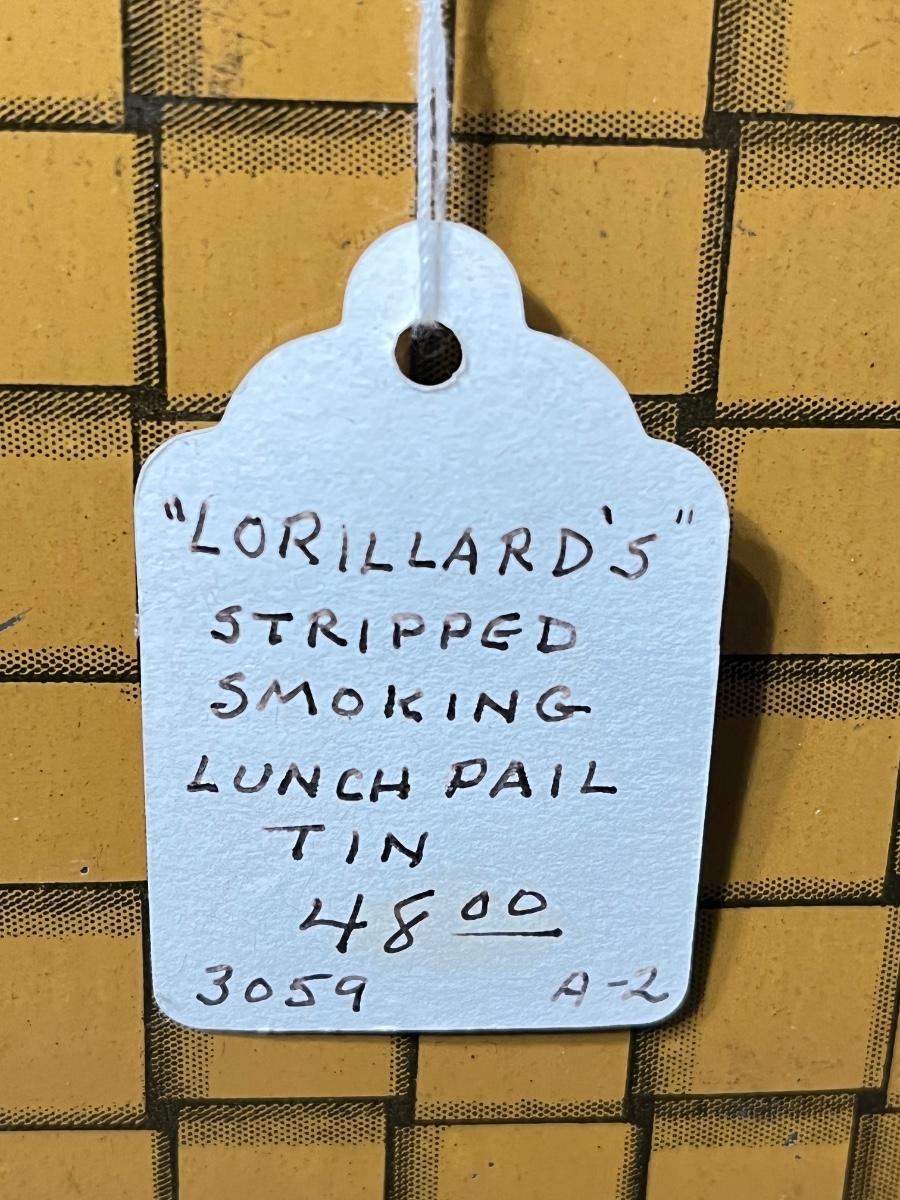 "LORILLARD'S"
STRIPPED
SMOKING
LUNCH PAIL
TIN
48 00
3059 A-2